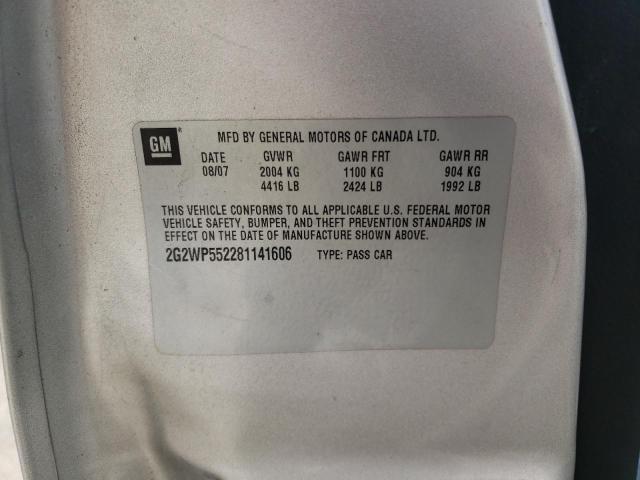 GM
MFD BY GENERAL MOTORS OF CANADA LTD.
DATE GVWR GAWR FRT GAWR RR
08/07 2004 KG 1100 KG 904 KG
4416 LB 2424 LB 1992 LB
THIS VEHICLE CONFORMS TO ALL APPLICABLE U.S. FEDERAL MOTOR
VEHICLE SAFETY, BUMPER, AND THEFT PREVENTION STANDARDS IN
EFFECT ON THE DATE OF MANUFACTURE SHOWN ABOVE.
2G2WP552281141606 TYPE: PASS CAR